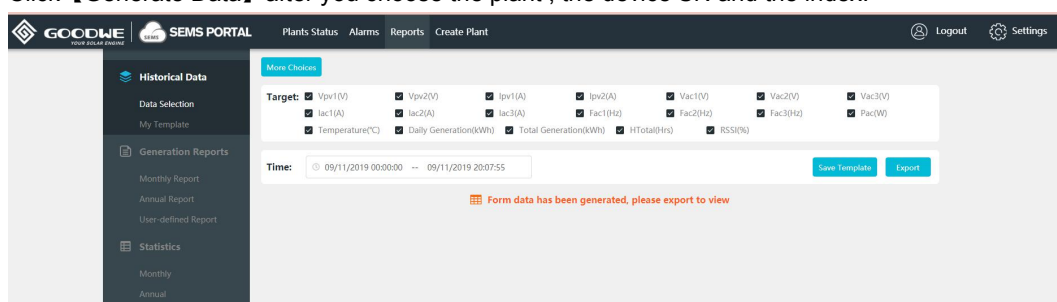 Click【Generate Data】after you choose the plant , the device SN and the index.
GOODWE YOUR SOLAR ENGINE SEMS SEMS PORTAL Plants Status Alarms Reports Create Plant Logout Settings
More Choices
Historical Data
Data Selection
My Template
Generation Reports
Monthly Report
Annual Report
User-defined Report
Statistics
Monthly
Annual
Target: Vpv1(V) Vpv2(V) Ipv1(A) Ipv2(A) Vac1(V) Vac2(V) Vac3(V)
Iac1(A) Iac2(A) Iac3(A) Fac1(Hz) Fac2(Hz) Fac3(Hz) Pac(W)
Temperature(℃) Daily Generation(kWh) Total Generation(kWh) HTotal(Hrs) RSSI(%)
Time: 09/11/2019 00:00:00 -- 09/11/2019 20:07:55 Save Template Export
Form data has been generated, please export to view